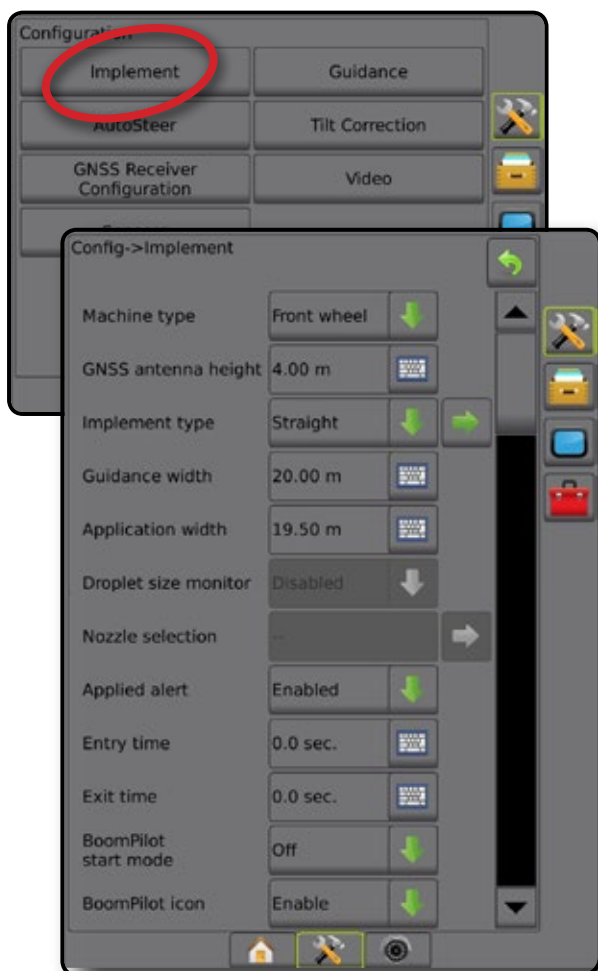 Configuration
Implement
Guidance
AutoSteer
Tilt Correction
GNSS Receiver
Configuration
Video
Config->Implement
Machine type
Front wheel
GNSS antenna height
4.00 m
Implement type
Straight
Guidance width
20.00 m
Application width
19.50 m
Droplet size monitor
Disabled
Nozzle selection
--
Applied alert
Enabled
Entry time
0.0 sec.
Exit time
0.0 sec.
BoomPilot
start mode
Off
BoomPilot icon
Enable